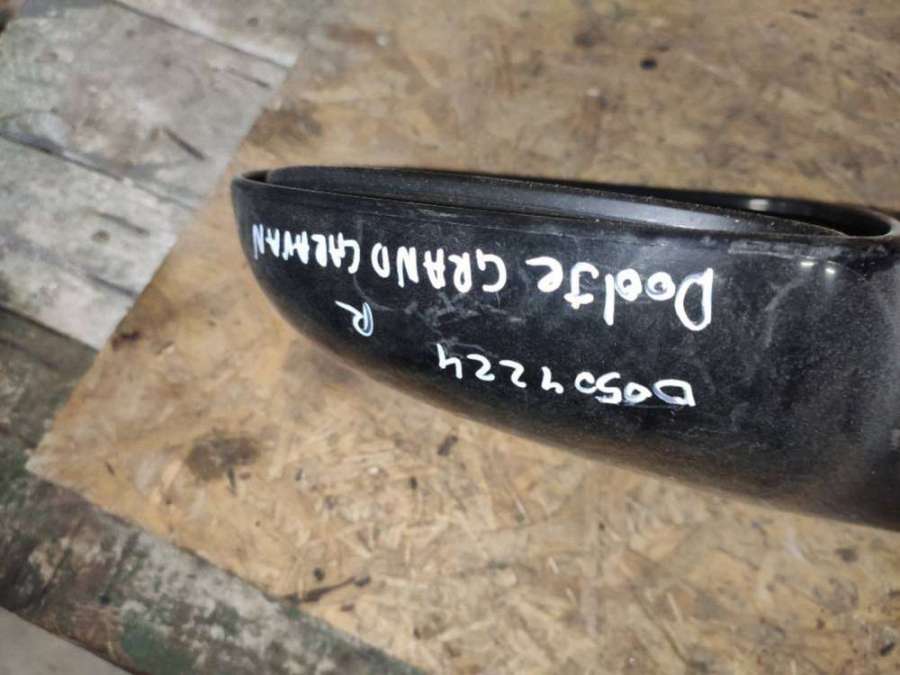 D0504224
R
Dodge GRAND CARAVAN